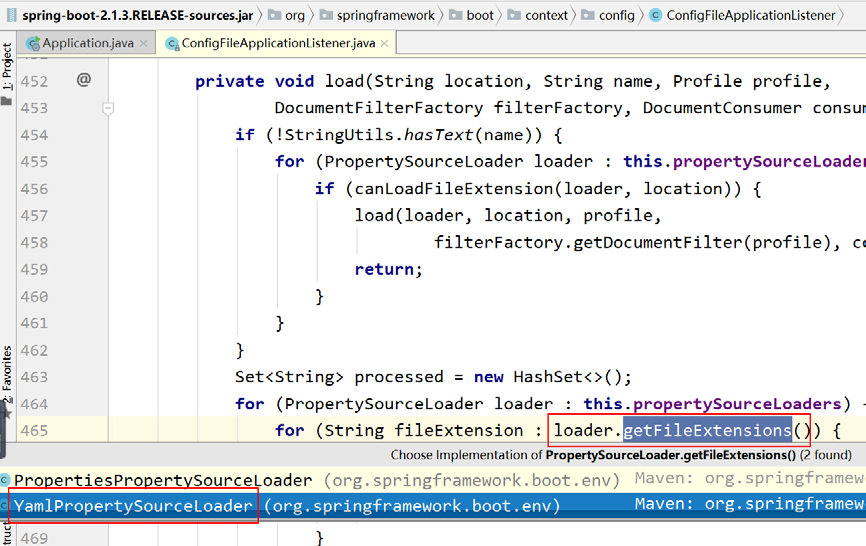 spring-boot-2.1.3.RELEASE-sources.jar org springframework boot context config ConfigFileApplicationListener
Application.java ConfigFileApplicationListener.java
1: Project
452 @ private void load(String location, String name, Profile profile,
453 DocumentFilterFactory filterFactory, DocumentConsumer consum
454 if (!StringUtils.hasText(name)) {
455 for (PropertySourceLoader loader : this.propertySourceLoader
456 if (canLoadFileExtension(loader, location)) {
457 load(loader, location, profile,
458 filterFactory.getDocumentFilter(profile), co
459 return;
460 }
461 }
462 }
2: Favorites
463 Set<String> processed = new HashSet<>();
464 for (PropertySourceLoader loader : this.propertySourceLoaders)
465 for (String fileExtension : loader.getFileExtensions()) {
Choose Implementation of PropertySourceLoader.getFileExtensions() (2 found)
PropertiesPropertySourceLoader (org.springframework.boot.env) Maven: org.springframew
YamlPropertySourceLoader (org.springframework.boot.env) Maven: org.springframew
469 }